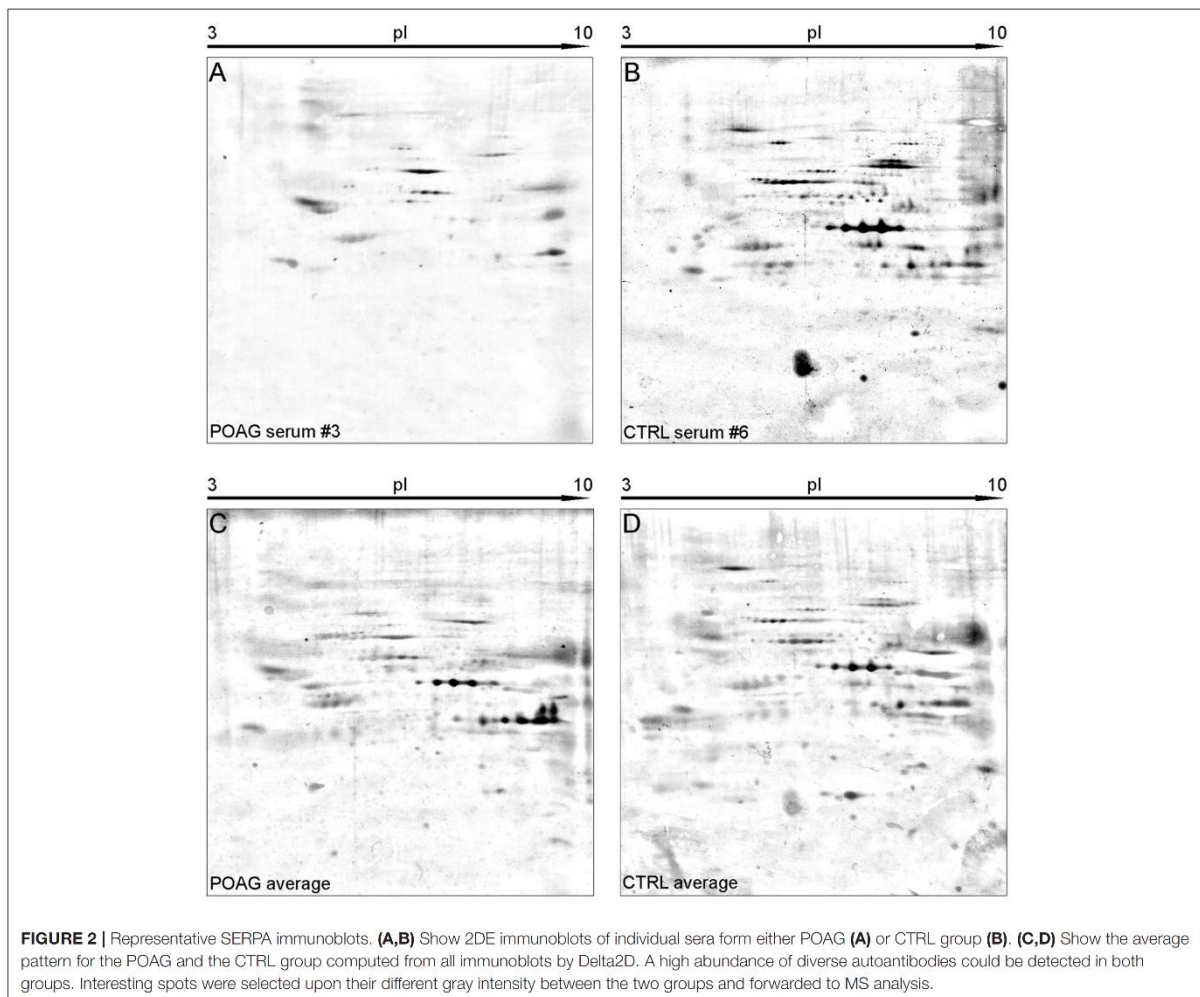 3 pI 10
A
POAG serum #3
3 pI 10
B
CTRL serum #6
3 pI 10
C
POAG average
3 pI 10
D
CTRL average
FIGURE 2 | Representative SERPA immunoblots. (A,B) Show 2DE immunoblots of individual sera form either POAG (A) or CTRL group (B). (C,D) Show the average
pattern for the POAG and the CTRL group computed from all immunoblots by Delta2D. A high abundance of diverse autoantibodies could be detected in both
groups. Interesting spots were selected upon their different gray intensity between the two groups and forwarded to MS analysis.